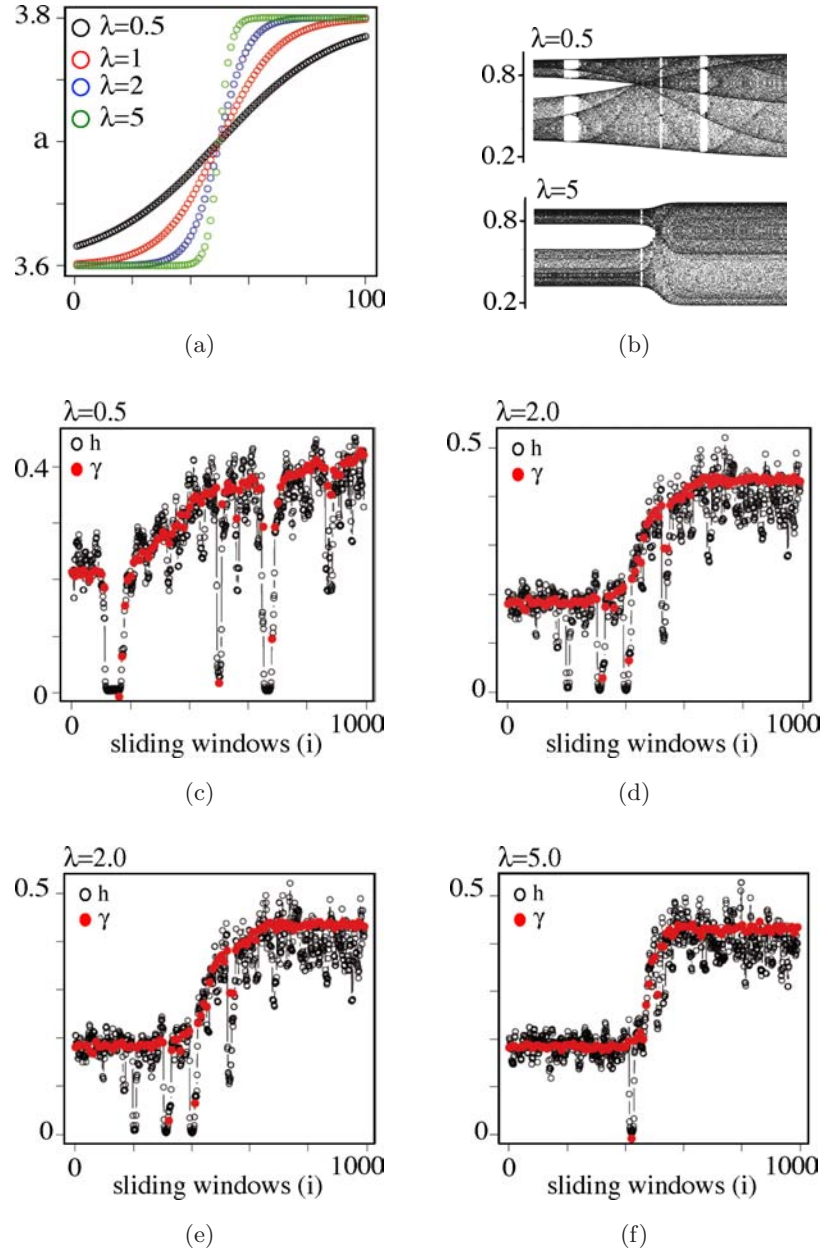 3.8
a
3.6
λ=0.5
λ=1
λ=2
λ=5
0
100
(a)
λ=0.5
0.8
0.2
λ=5
0.8
0.2
(b)
λ=0.5
h
γ
0.4
0
0
1000
sliding windows (i)
(c)
λ=2.0
h
γ
0.5
0
0
1000
sliding windows (i)
(d)
λ=2.0
h
γ
0.5
0
0
1000
sliding windows (i)
(e)
λ=5.0
h
γ
0.5
0
0
1000
sliding windows (i)
(f)